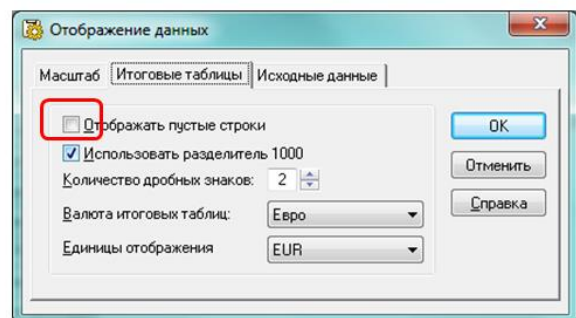 Отображение данных
Масштаб Итоговые таблицы Исходные данные
Отображать пустые строки
OK
Использовать разделитель 1000
Отменить
Количество дробных знаков: 2
Справка
Валюта итоговых таблиц: Евро
Единицы отображения EUR